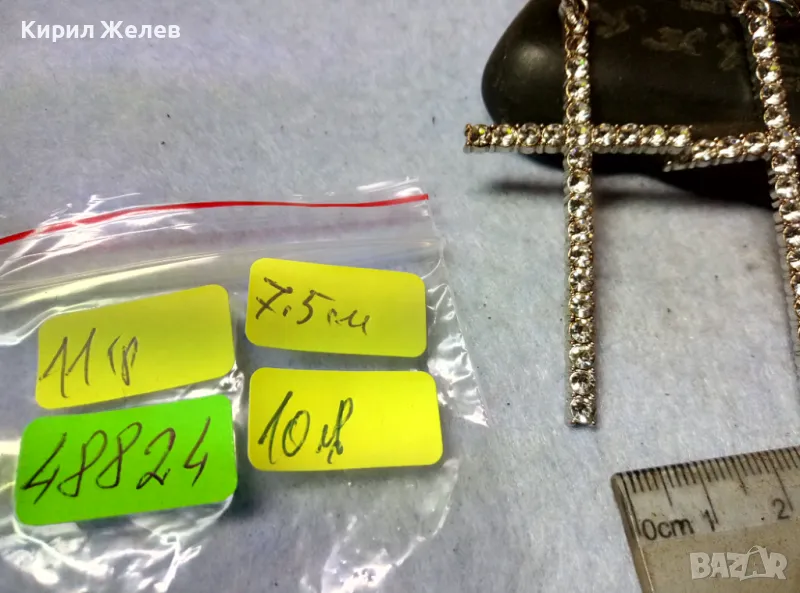 Кирил Желев
11 гр
7.5 см
48824
10 лв
0cm 1 2
BAZAR